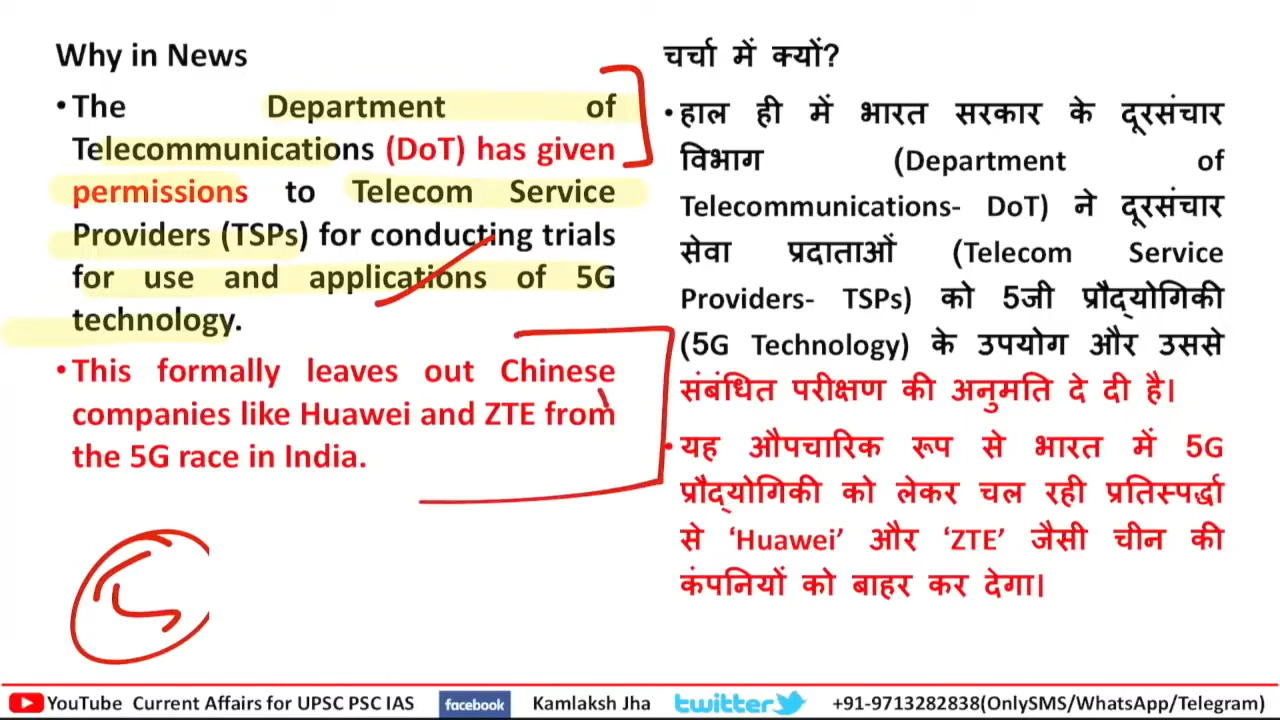 Why in News
•The Department of
Telecommunications (DoT) has given
permissions to Telecom Service
Providers (TSPs) for conducting trials
for use and applications of 5G
technology.
•This formally leaves out Chinese
companies like Huawei and ZTE from
the 5G race in India.
चर्चा में क्यों?
•हाल ही में भारत सरकार के दूरसंचार
विभाग (Department of
Telecommunications- DoT) ने दूरसंचार
सेवा प्रदाताओं (Telecom Service
Providers- TSPs) को 5जी प्रौद्योगिकी
(5G Technology) के उपयोग और उससे
संबंधित परीक्षण की अनुमति दे दी है।
•यह औपचारिक रूप से भारत में 5G
प्रौद्योगिकी को लेकर चल रही प्रतिस्पर्द्धा
से ‘Huawei’ और ‘ZTE’ जैसी चीन की
कंपनियों को बाहर कर देगा।
YouTube Current Affairs for UPSC PSC IAS facebook Kamlaksh Jha twitter +91-9713282838(OnlySMS/WhatsApp/Telegram)